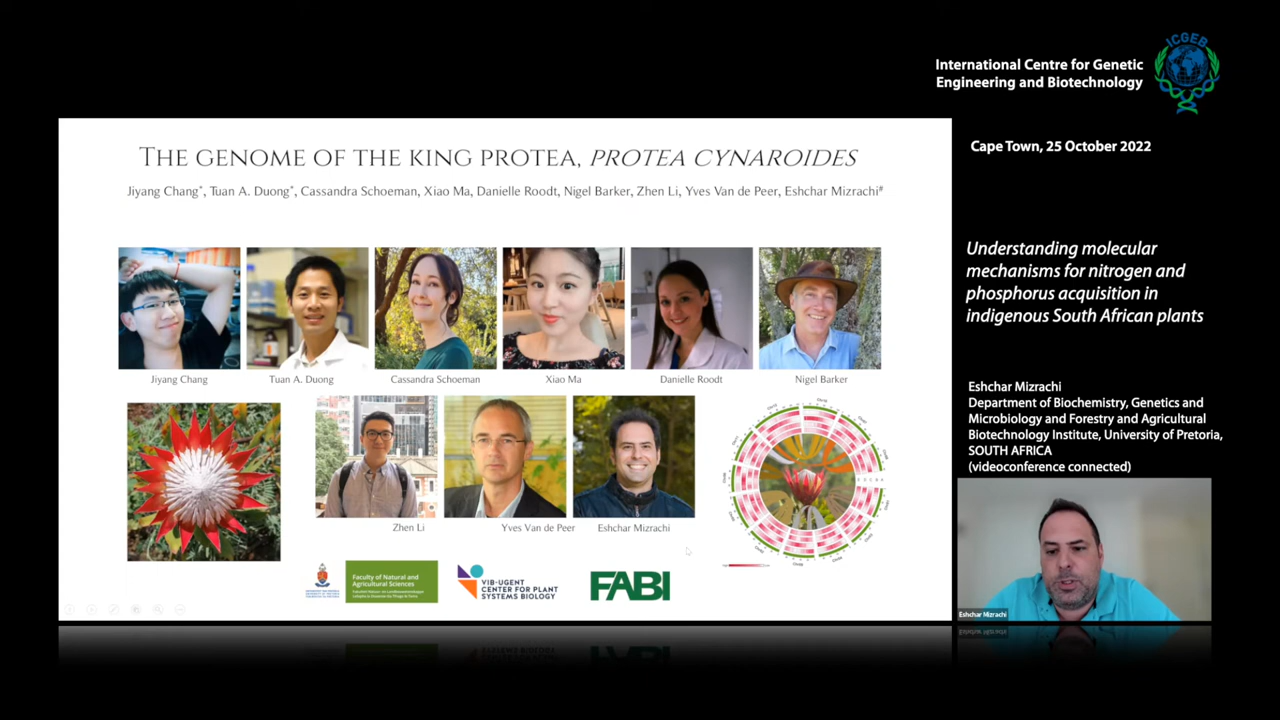 ICGEB
International Centre for Genetic
Engineering and Biotechnology
Cape Town, 25 October 2022
THE GENOME OF THE KING PROTEA, PROTEA CYNAROIDES
Jiyang Chang*, Tuan A. Duong*, Cassandra Schoeman, Xiao Ma, Danielle Roodt, Nigel Barker, Zhen Li, Yves Van de Peer, Eshchar Mizrachi#
Jiyang Chang
Tuan A. Duong
Cassandra Schoeman
Xiao Ma
Danielle Roodt
Nigel Barker
Zhen Li
Yves Van de Peer
Eshchar Mizrachi
Faculty of Natural and
Agricultural Sciences
VIB-UGENT
CENTER FOR PLANT
SYSTEMS BIOLOGY
FABI
Understanding molecular
mechanisms for nitrogen and
phosphorus acquisition in
indigenous South African plants
Eshchar Mizrachi
Department of Biochemistry, Genetics and
Microbiology and Forestry and Agricultural
Biotechnology Institute, University of Pretoria,
SOUTH AFRICA
(videoconference connected)
Eshchar Mizrachi